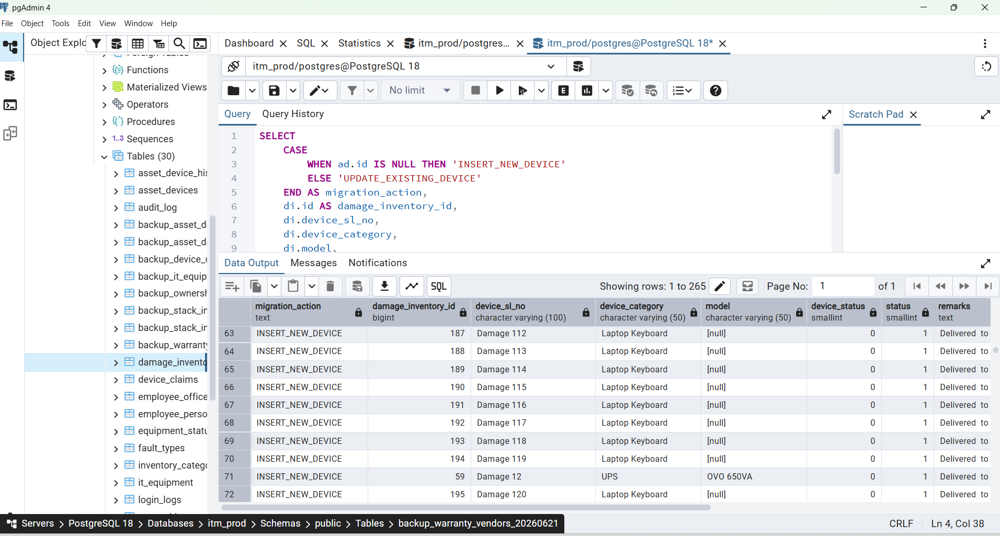 pgAdmin 4
File Object Tools Edit View Window Help
Object Explo
Dashboard SQL Statistics itm_prod/postgres... itm_prod/postgres@PostgreSQL 18*
itm_prod/postgres@PostgreSQL 18
No limit
Query Query History
Scratch Pad
Foreign Tables
Functions
Materialized Views
Operators
Procedures
1..3 Sequences
Tables (30)
asset_device_his
asset_devices
audit_log
backup_asset_d
backup_asset_d
backup_device_
backup_it_equip
backup_owners
backup_stack_in
backup_stack_in
backup_warranty
damage_invento
device_claims
employee_office
employee_perso
equipment_statu
fault_types
inventory_catego
it_equipment
login_logs
1 SELECT
2 CASE
3 WHEN ad.id IS NULL THEN 'INSERT_NEW_DEVICE'
4 ELSE 'UPDATE_EXISTING_DEVICE'
5 END AS migration_action,
6 di.id AS damage_inventory_id,
7 di.device_sl_no,
8 di.device_category,
9 di.model,
Data Output Messages Notifications
SQL
Showing rows: 1 to 265 Page No: 1 of 1
migration_action damage_inventory_id device_sl_no device_category model device_status status remarks
text bigint character varying (100) character varying (50) character varying (50) smallint smallint text
63 INSERT_NEW_DEVICE 187 Damage 112 Laptop Keyboard [null] 0 1 Delivered to
64 INSERT_NEW_DEVICE 188 Damage 113 Laptop Keyboard [null] 0 1 Delivered to
65 INSERT_NEW_DEVICE 189 Damage 114 Laptop Keyboard [null] 0 1 Delivered to
66 INSERT_NEW_DEVICE 190 Damage 115 Laptop Keyboard [null] 0 1 Delivered to
67 INSERT_NEW_DEVICE 191 Damage 116 Laptop Keyboard [null] 0 1 Delivered to
68 INSERT_NEW_DEVICE 192 Damage 117 Laptop Keyboard [null] 0 1 Delivered to
69 INSERT_NEW_DEVICE 193 Damage 118 Laptop Keyboard [null] 0 1 Delivered to
70 INSERT_NEW_DEVICE 194 Damage 119 Laptop Keyboard [null] 0 1 Delivered to
71 INSERT_NEW_DEVICE 59 Damage 12 UPS OVO 650VA 0 1 Delivered to
72 INSERT_NEW_DEVICE 195 Damage 120 Laptop Keyboard [null] 0 1 Delivered to
Servers > PostgreSQL 18 > Databases > itm_prod > Schemas > public > Tables > backup_warranty_vendors_20260621
CRLF Ln 4, Col 38